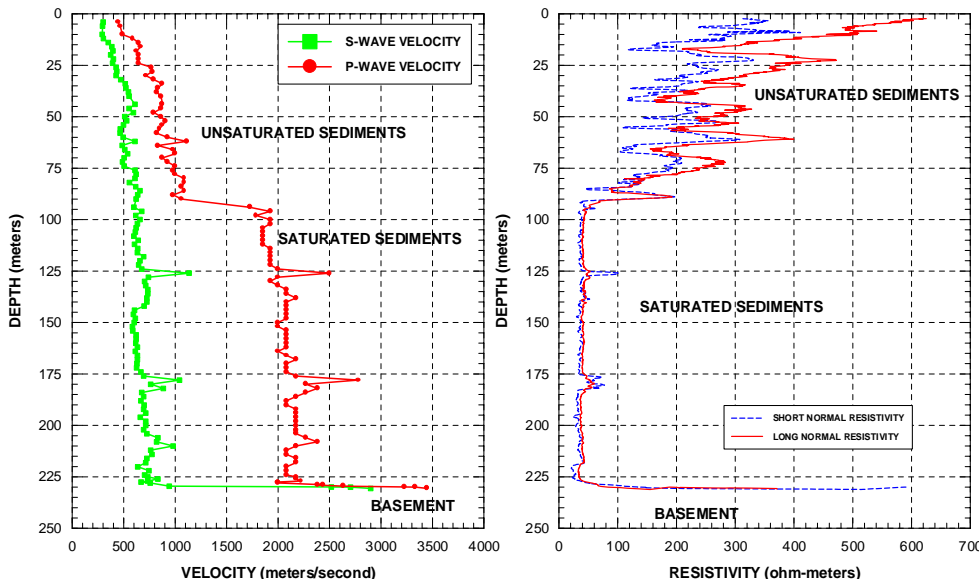 S-WAVE VELOCITY
P-WAVE VELOCITY
UNSATURATED SEDIMENTS
SATURATED SEDIMENTS
BASEMENT
DEPTH (meters)
0
25
50
75
100
125
150
175
200
225
250
0 500 1000 1500 2000 2500 3000 3500 4000
VELOCITY (meters/second)
UNSATURATED SEDIMENTS
SATURATED SEDIMENTS
SHORT NORMAL RESISTIVITY
LONG NORMAL RESISTIVITY
BASEMENT
DEPTH (meters)
0
25
50
75
100
125
150
175
200
225
250
0 100 200 300 400 500 600 700
RESISTIVITY (ohm-meters)